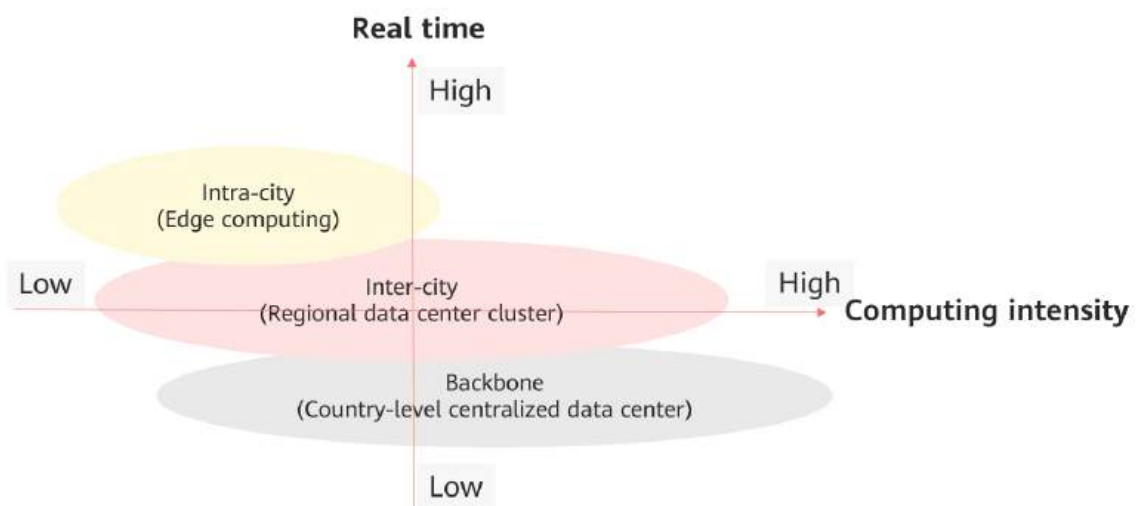 Real time
High
Intra-city
(Edge computing)
Low
Inter-city
(Regional data center cluster)
High
Computing intensity
Backbone
(Country-level centralized data center)
Low